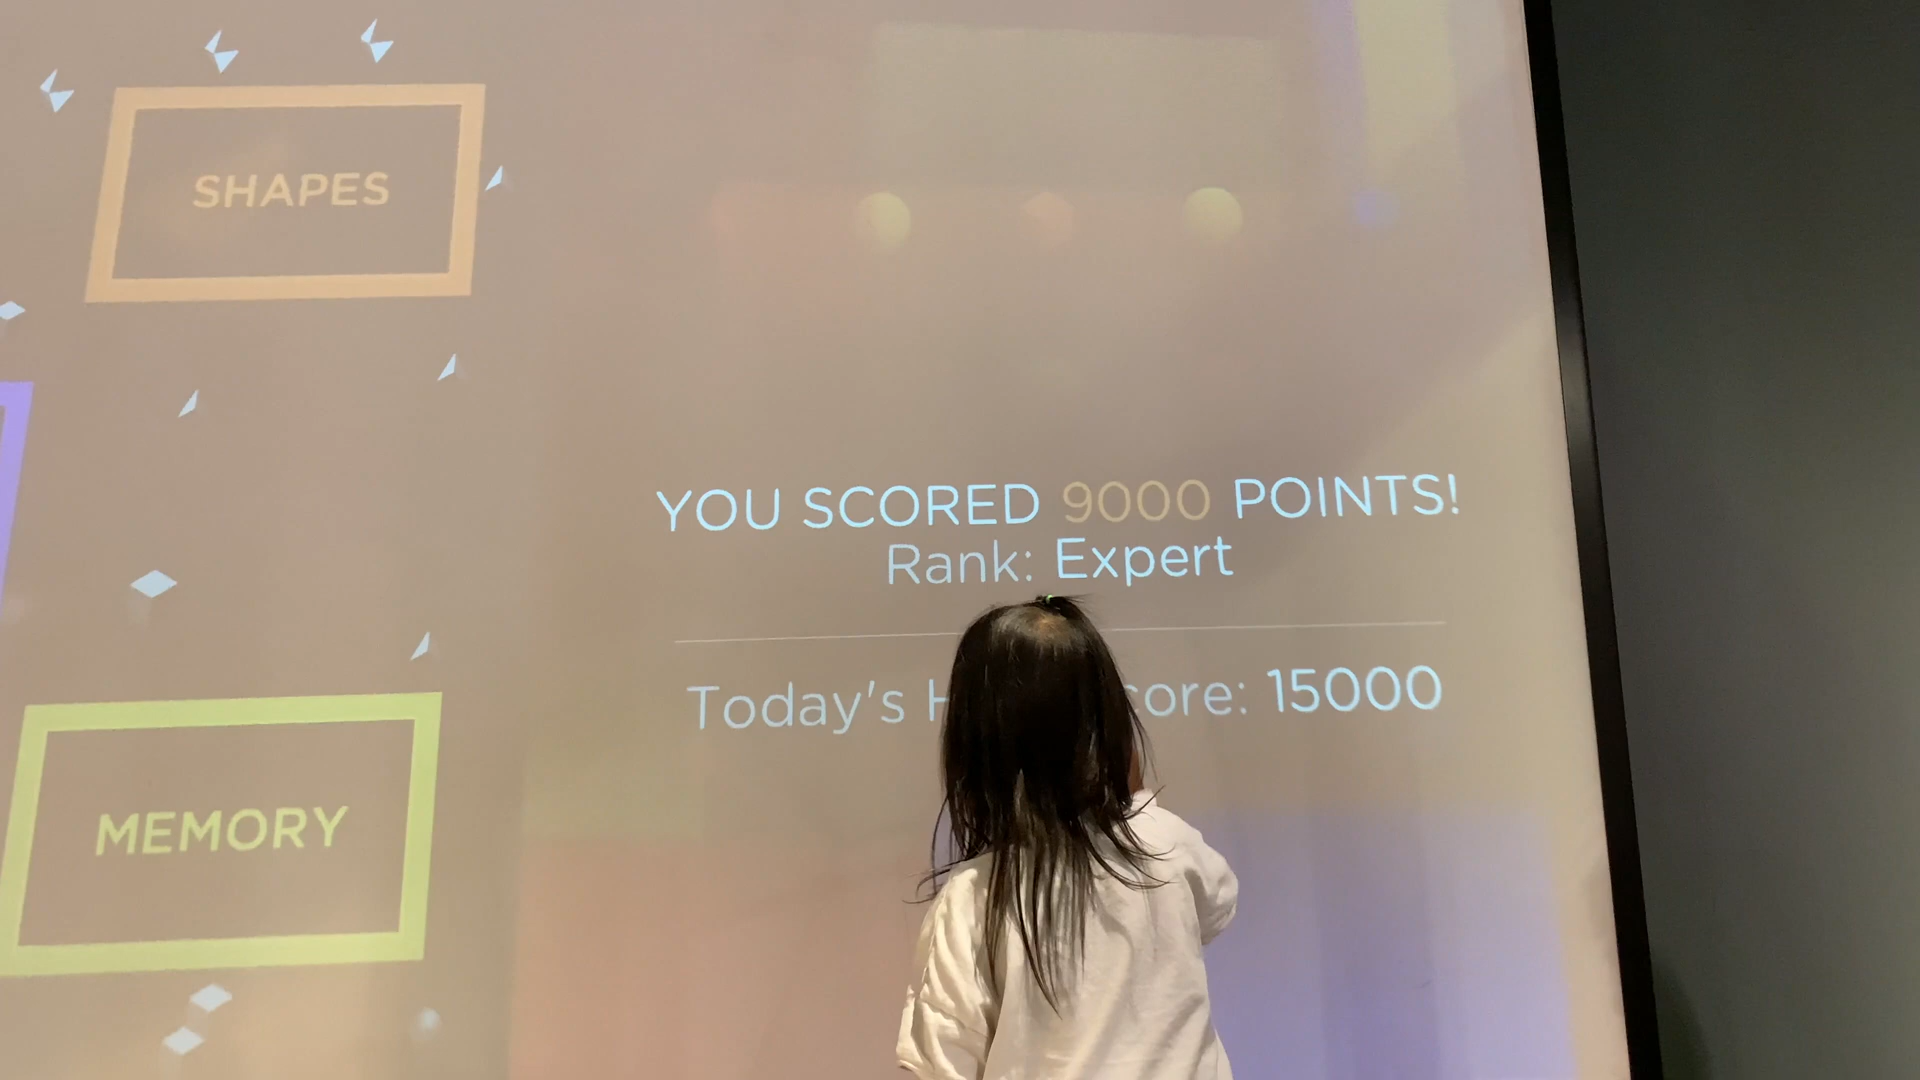 SHAPES
YOU SCORED 9000 POINTS!
Rank: Expert
Today's core: 15000
MEMORY